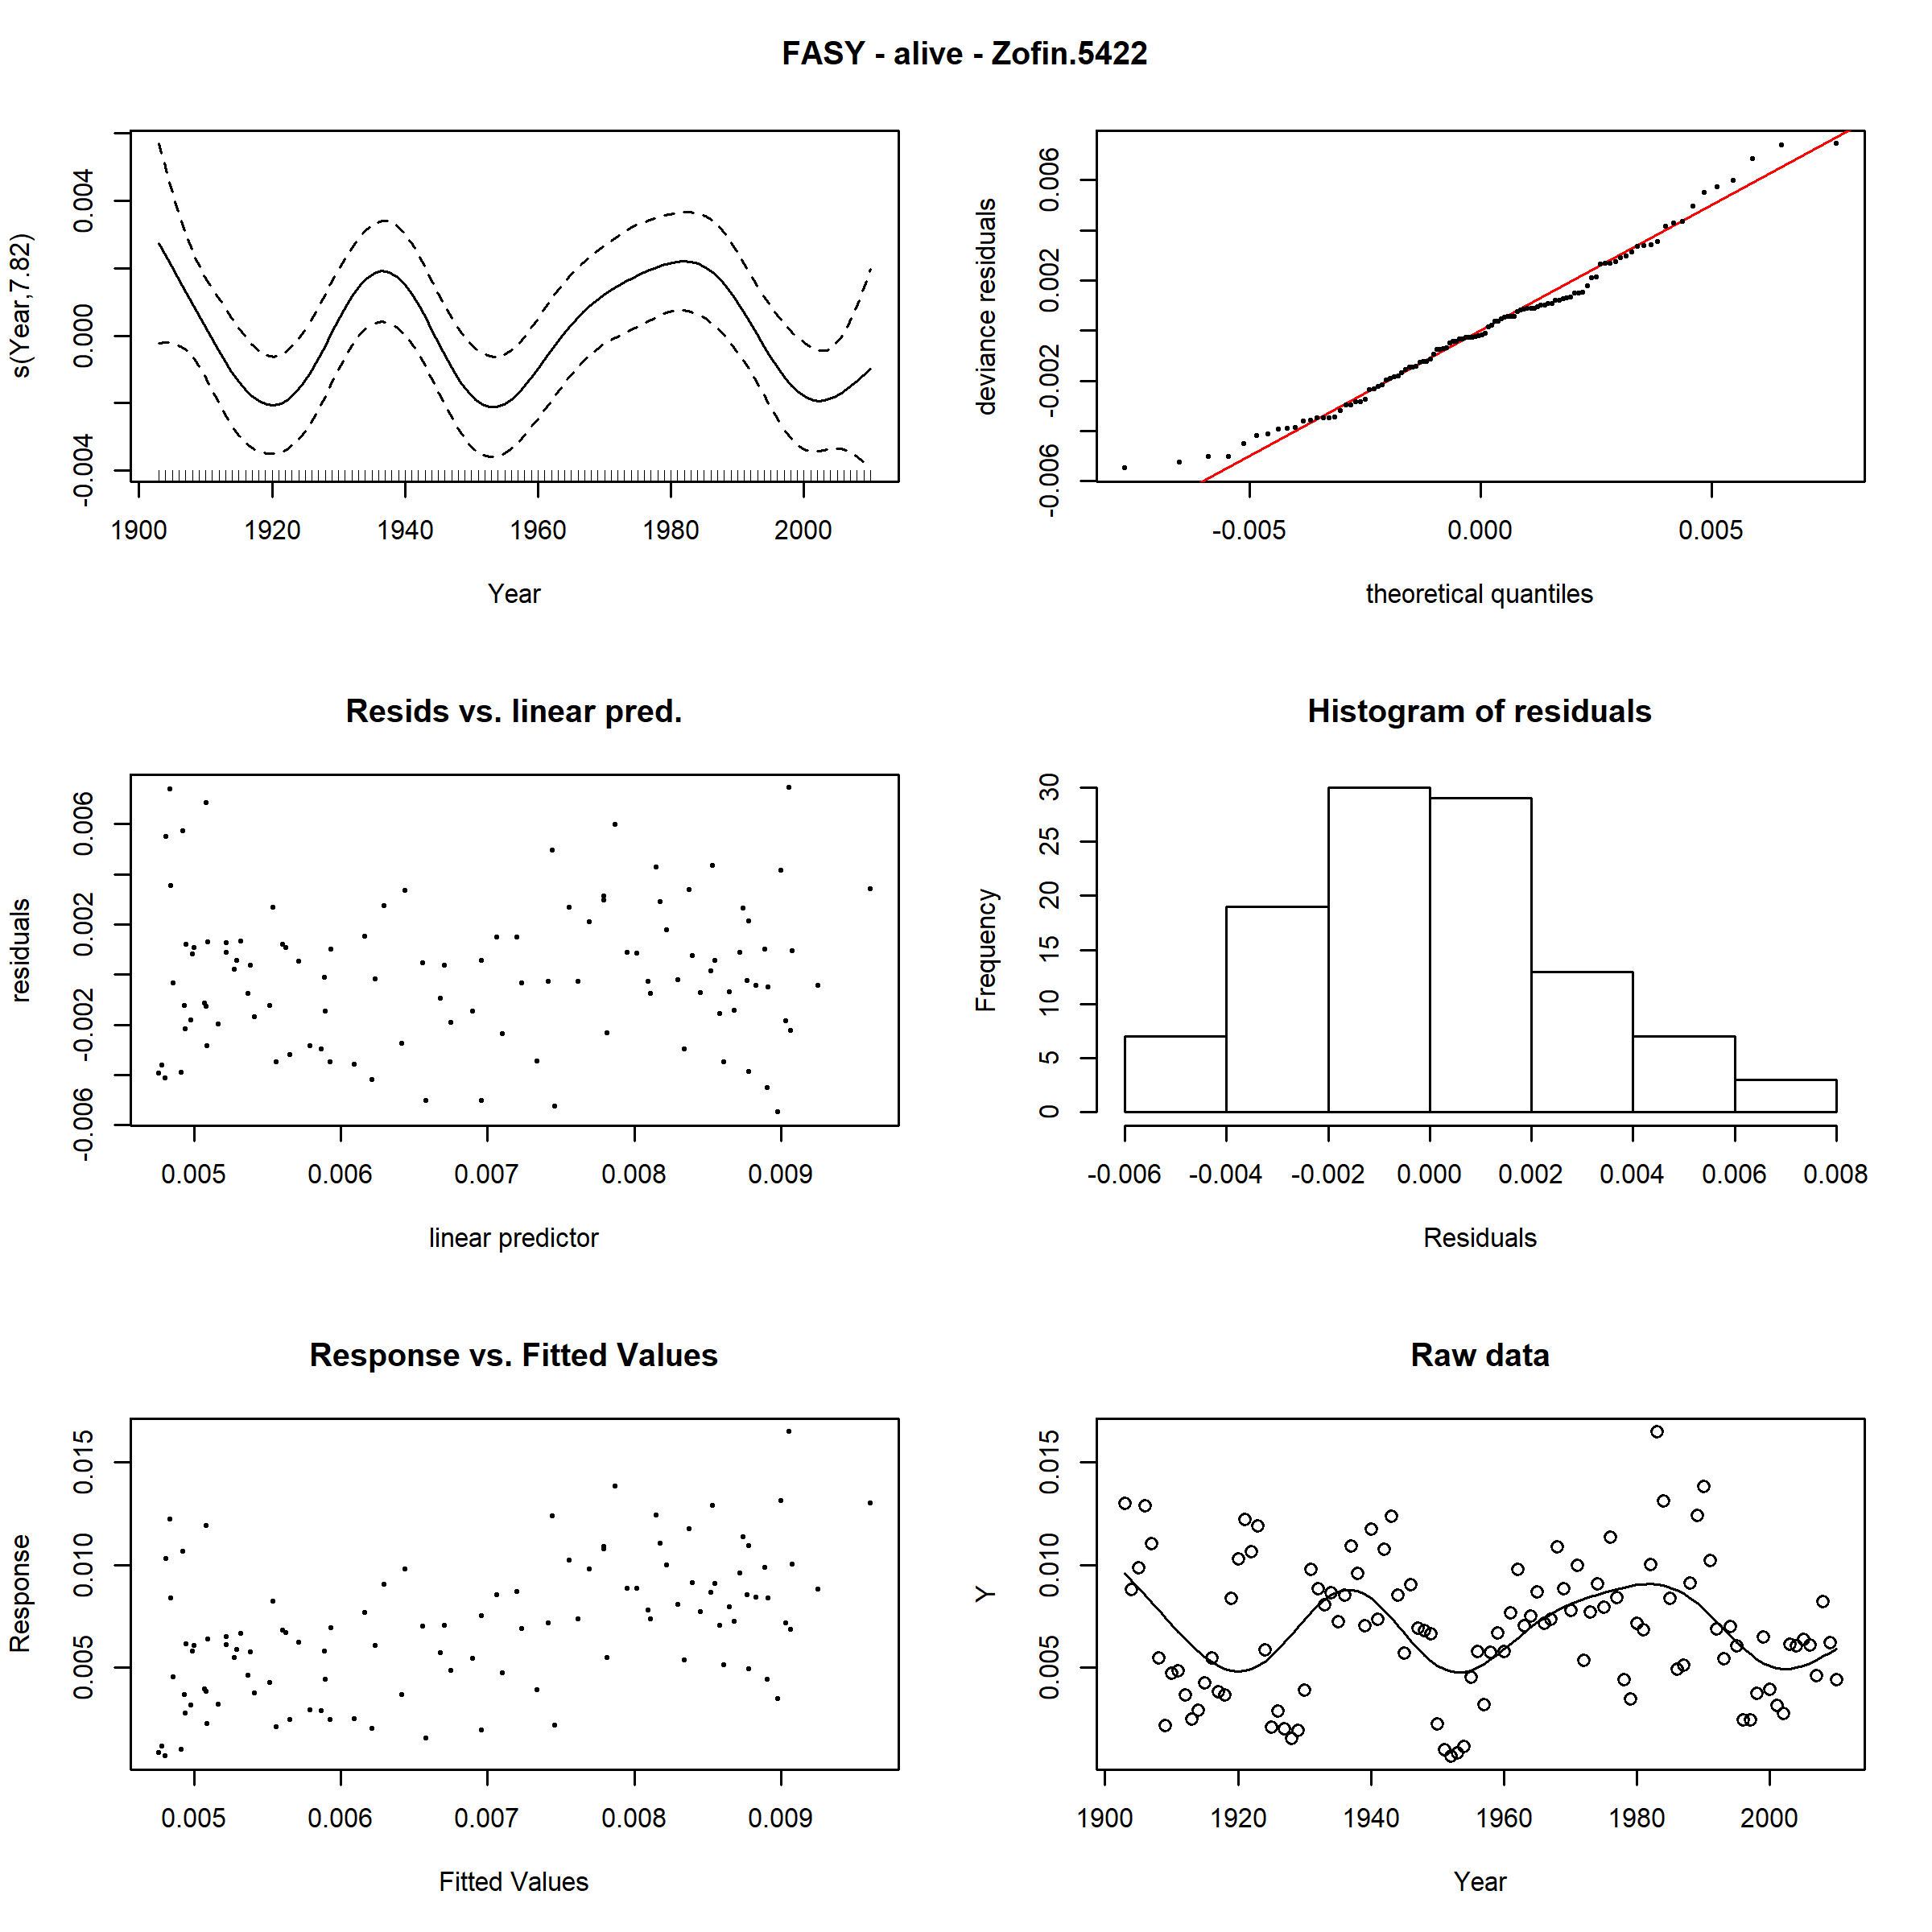 FASY - alive - Zofin.5422
s(Year,7.82)
-0.004 0.000 0.004
1900 1920 1940 1960 1980 2000
Year
deviance residuals
-0.006 -0.002 0.002 0.006
-0.005 0.000 0.005
theoretical quantiles
Resids vs. linear pred.
residuals
-0.006 -0.002 0.002 0.006
0.005 0.006 0.007 0.008 0.009
linear predictor
Histogram of residuals
Frequency
0 5 10 15 20 25 30
-0.006 -0.004 -0.002 0.000 0.002 0.004 0.006 0.008
Residuals
Response vs. Fitted Values
Response
0.005 0.010 0.015
0.005 0.006 0.007 0.008 0.009
Fitted Values
Raw data
Y
0.005 0.010 0.015
1900 1920 1940 1960 1980 2000
Year